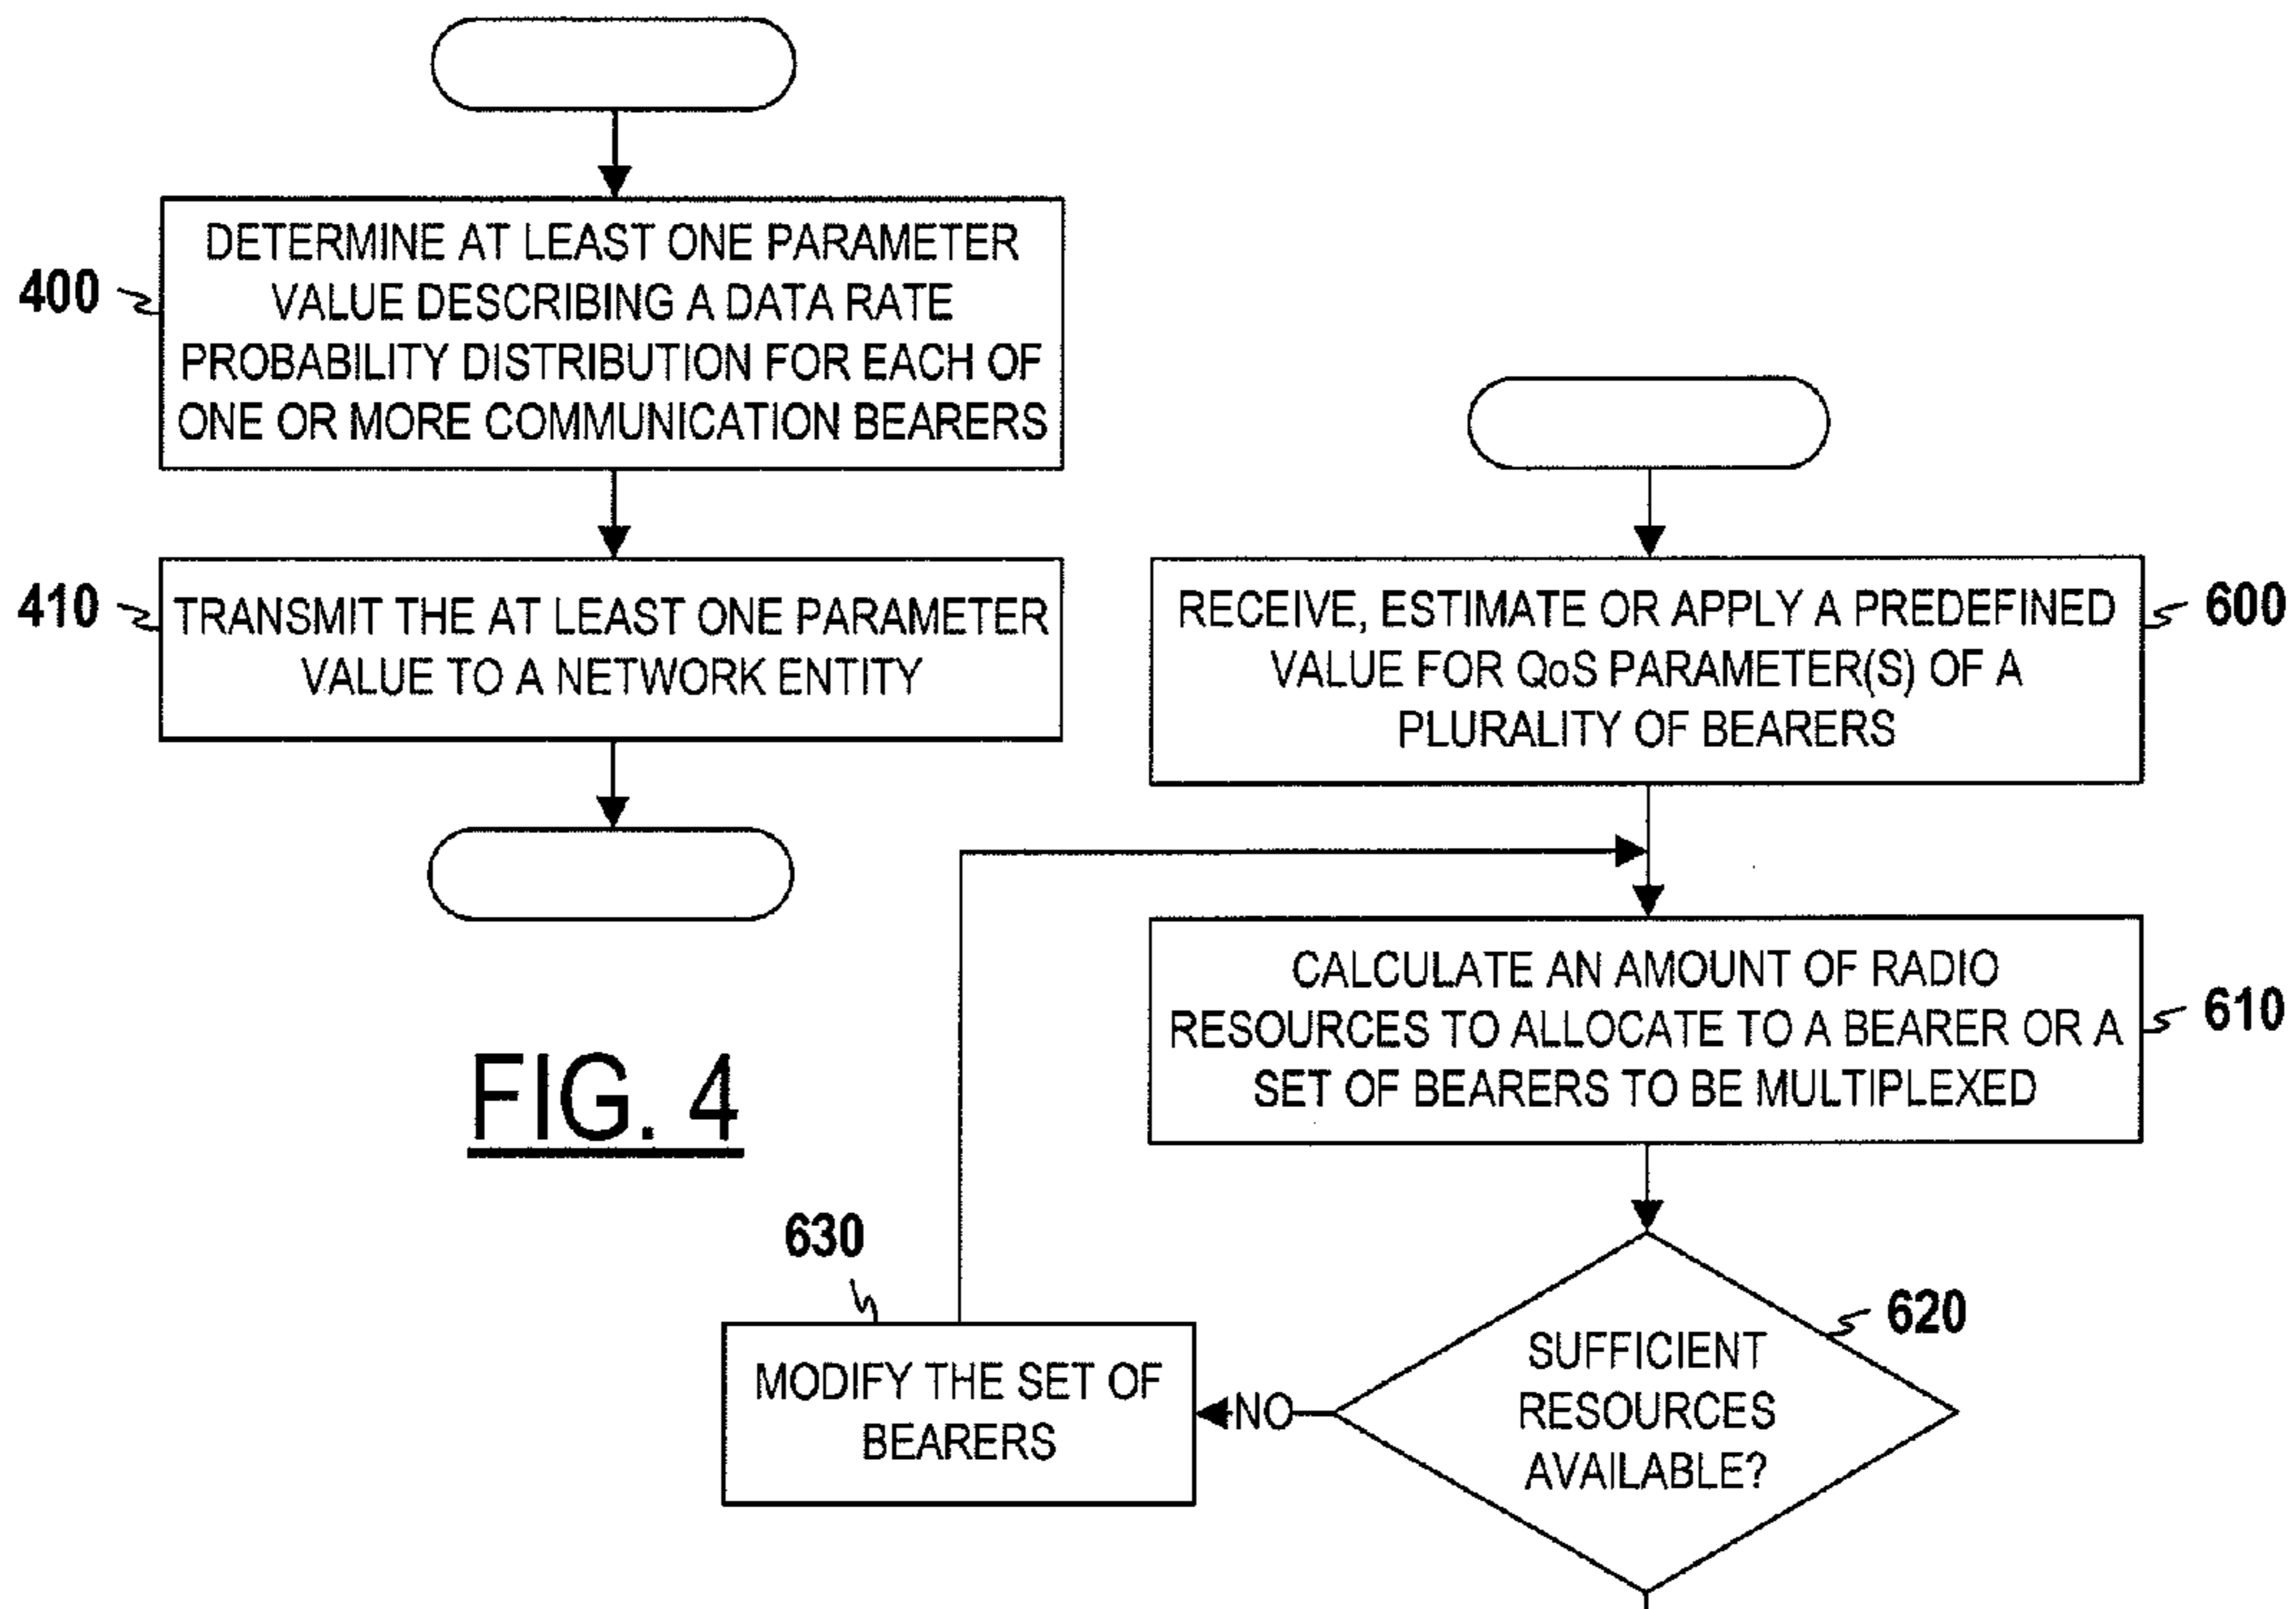 400
DETERMINE AT LEAST ONE PARAMETER
VALUE DESCRIBING A DATA RATE
PROBABILITY DISTRIBUTION FOR EACH OF
ONE OR MORE COMMUNICATION BEARERS
410
TRANSMIT THE AT LEAST ONE PARAMETER
VALUE TO A NETWORK ENTITY
FIG. 4
RECEIVE, ESTIMATE OR APPLY A PREDEFINED
VALUE FOR QoS PARAMETER(S) OF A
PLURALITY OF BEARERS
600
CALCULATE AN AMOUNT OF RADIO
RESOURCES TO ALLOCATE TO A BEARER OR A
SET OF BEARERS TO BE MULTIPLEXED
610
620
SUFFICIENT
RESOURCES
AVAILABLE?
NO
630
MODIFY THE SET OF
BEARERS